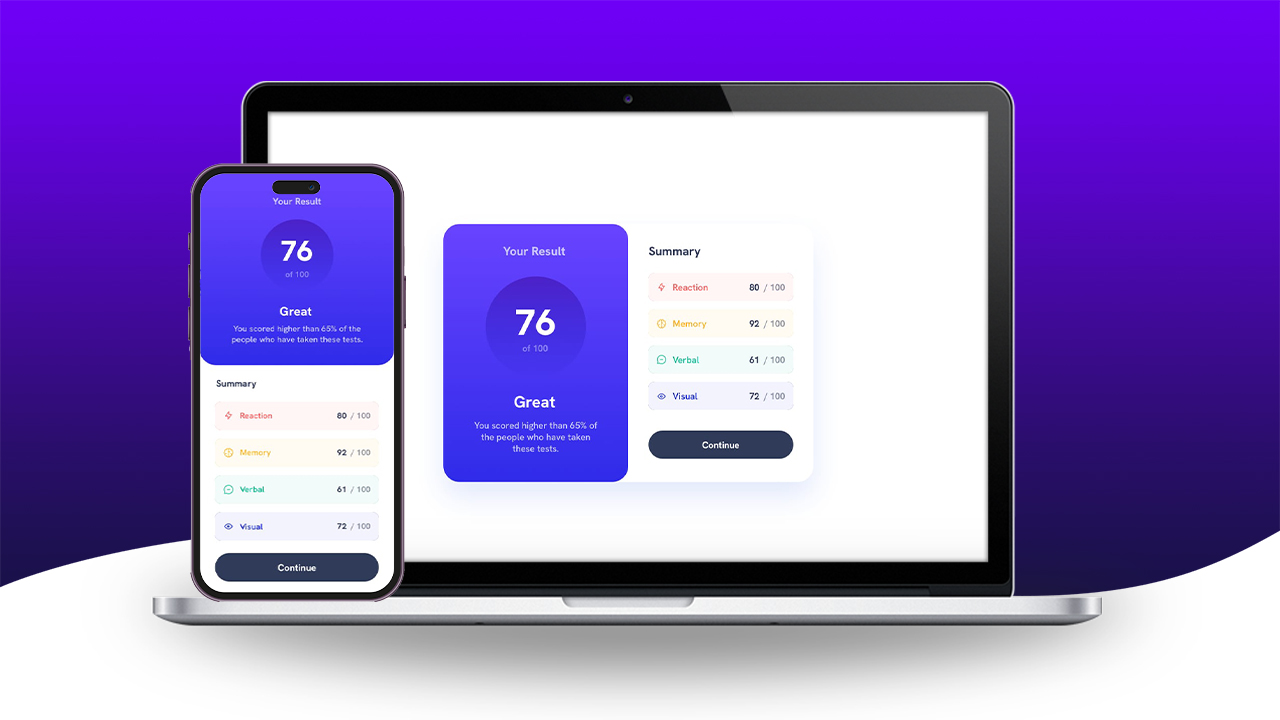 Your Result
76
of 100
Great
You scored higher than 65% of the
people who have taken these tests.
Summary
Reaction 80 / 100
Memory 92 / 100
Verbal 61 / 100
Visual 72 / 100
Continue
Your Result
76
of 100
Great
You scored higher than 65% of
the people who have taken
these tests.
Summary
Reaction 80 / 100
Memory 92 / 100
Verbal 61 / 100
Visual 72 / 100
Continue